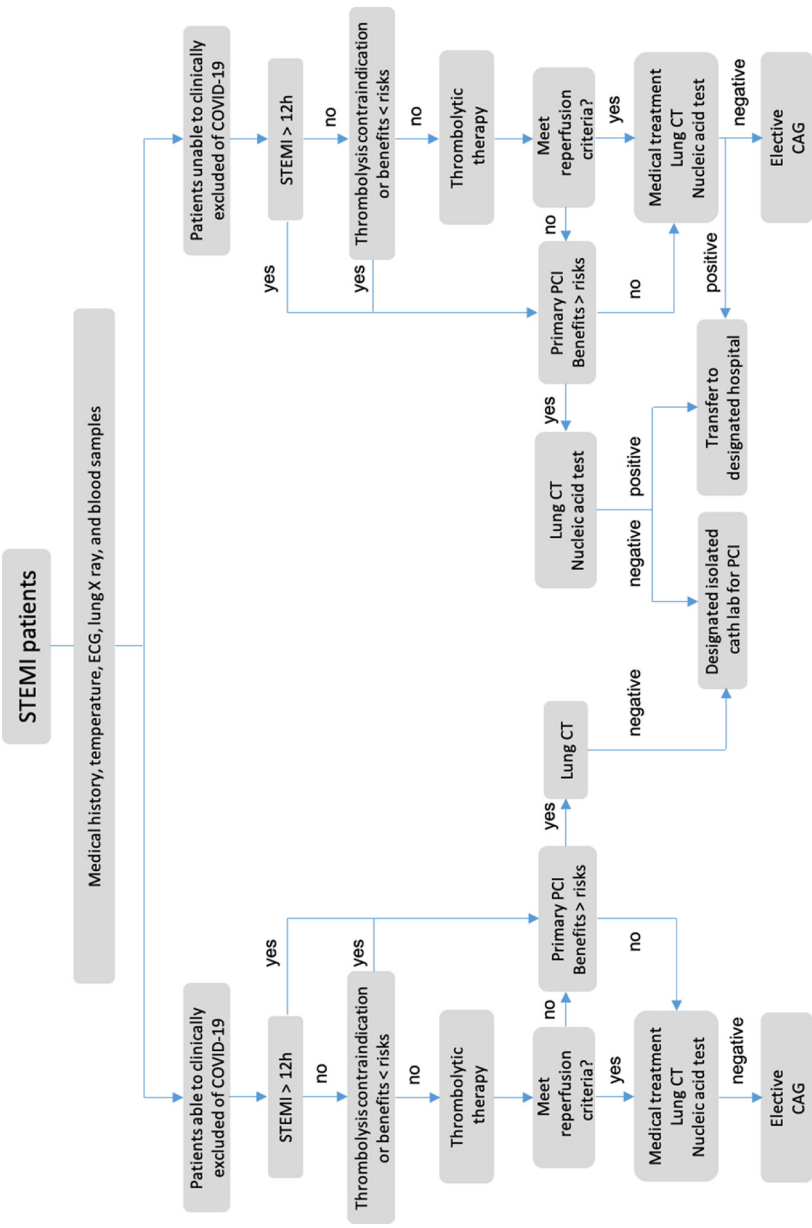 STEMI patients
Medical history, temperature, ECG, lungX ray, and blood samples
Patients able to clinically
excluded of COVID-19
STEMI > 12h
yes
no
Thrombolysis contraindication
or benefits < risks
yes
no
Thrombolytic
therapy
Meet
reperfusion
criteria?
no
yes
Primary PCI
Benefits > risks
yes
no
Lung CT
negative
Medical treatment
Lung CT
Nucleic acid test
negative
Elective
CAG
Patients unable to clinically
excluded of COVID-19
STEMI > 12h
yes
no
Thrombolysis contraindication
or benefits < risks
yes
no
Thrombolytic
therapy
Meet
reperfusion
criteria?
no
yes
Primary PCI
Benefits > risks
yes
no
Lung CT
Nucleic acid test
negative
positive
Designated isolated
cath lab for PCI
Transfer to
designated hospital
Medical treatment
Lung CT
Nucleic acid test
positive
negative
Elective
CAG